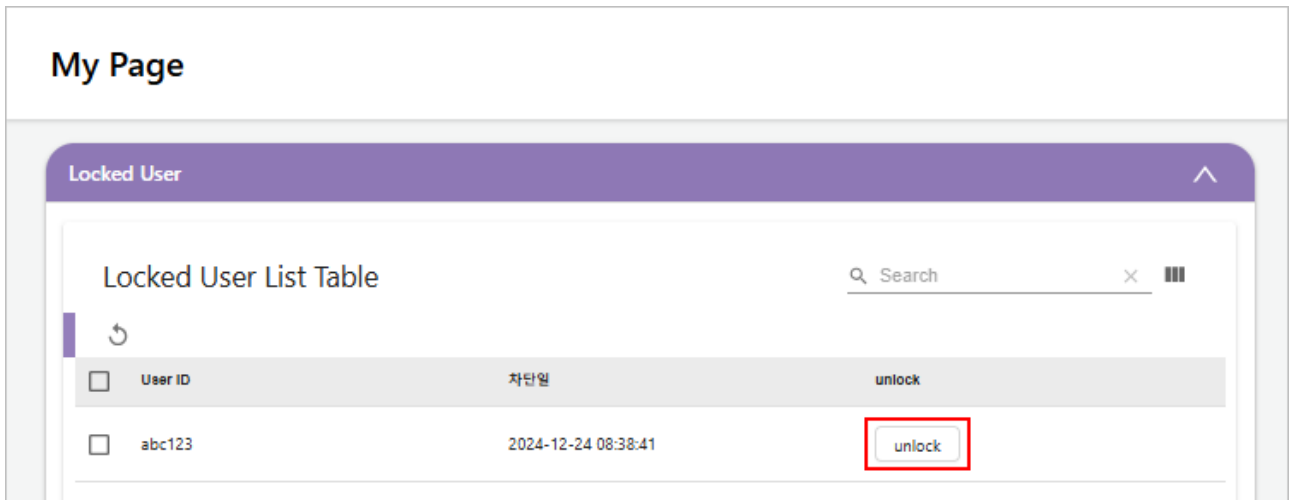 My Page
Locked User
Locked User List Table
Search
User ID 차단일 unlock
abc123 2024-12-24 08:38:41 unlock